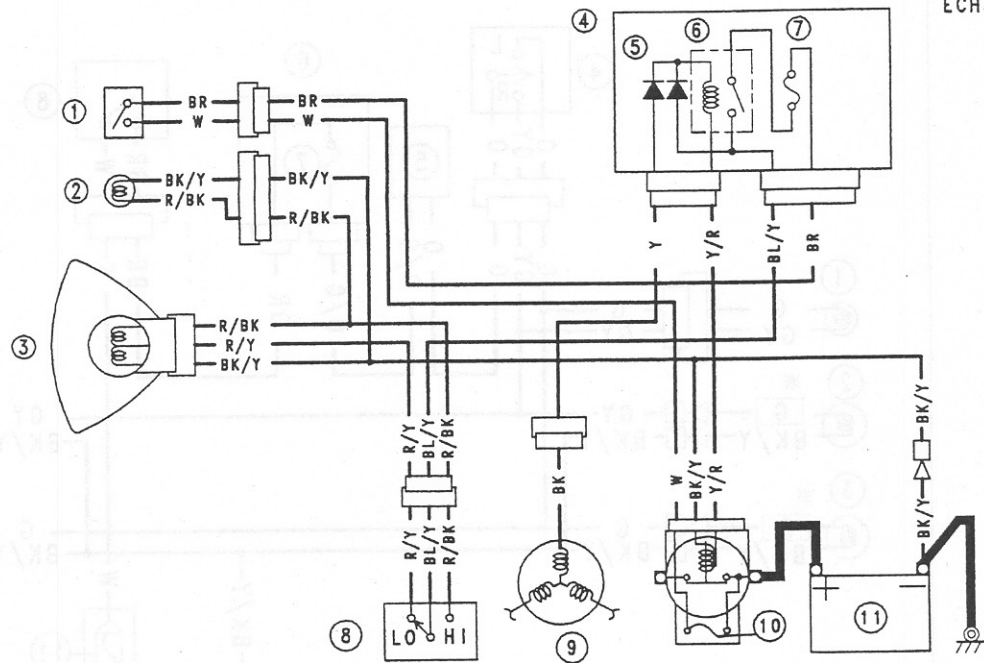 ECH
④
⑤
⑥
⑦
①
BR
BR
W
W
②
BK/Y
BK/Y
R/BK
R/BK
Y
Y/R
BL/Y
BR
③
R/BK
R/Y
BK/Y
R/Y
BL/Y
R/BK
BK
W
BK/Y
Y/R
BK/Y
BK/Y
R/Y
BL/Y
R/BK
LO
HI
⑧
⑨
⑩
⑪
+
−